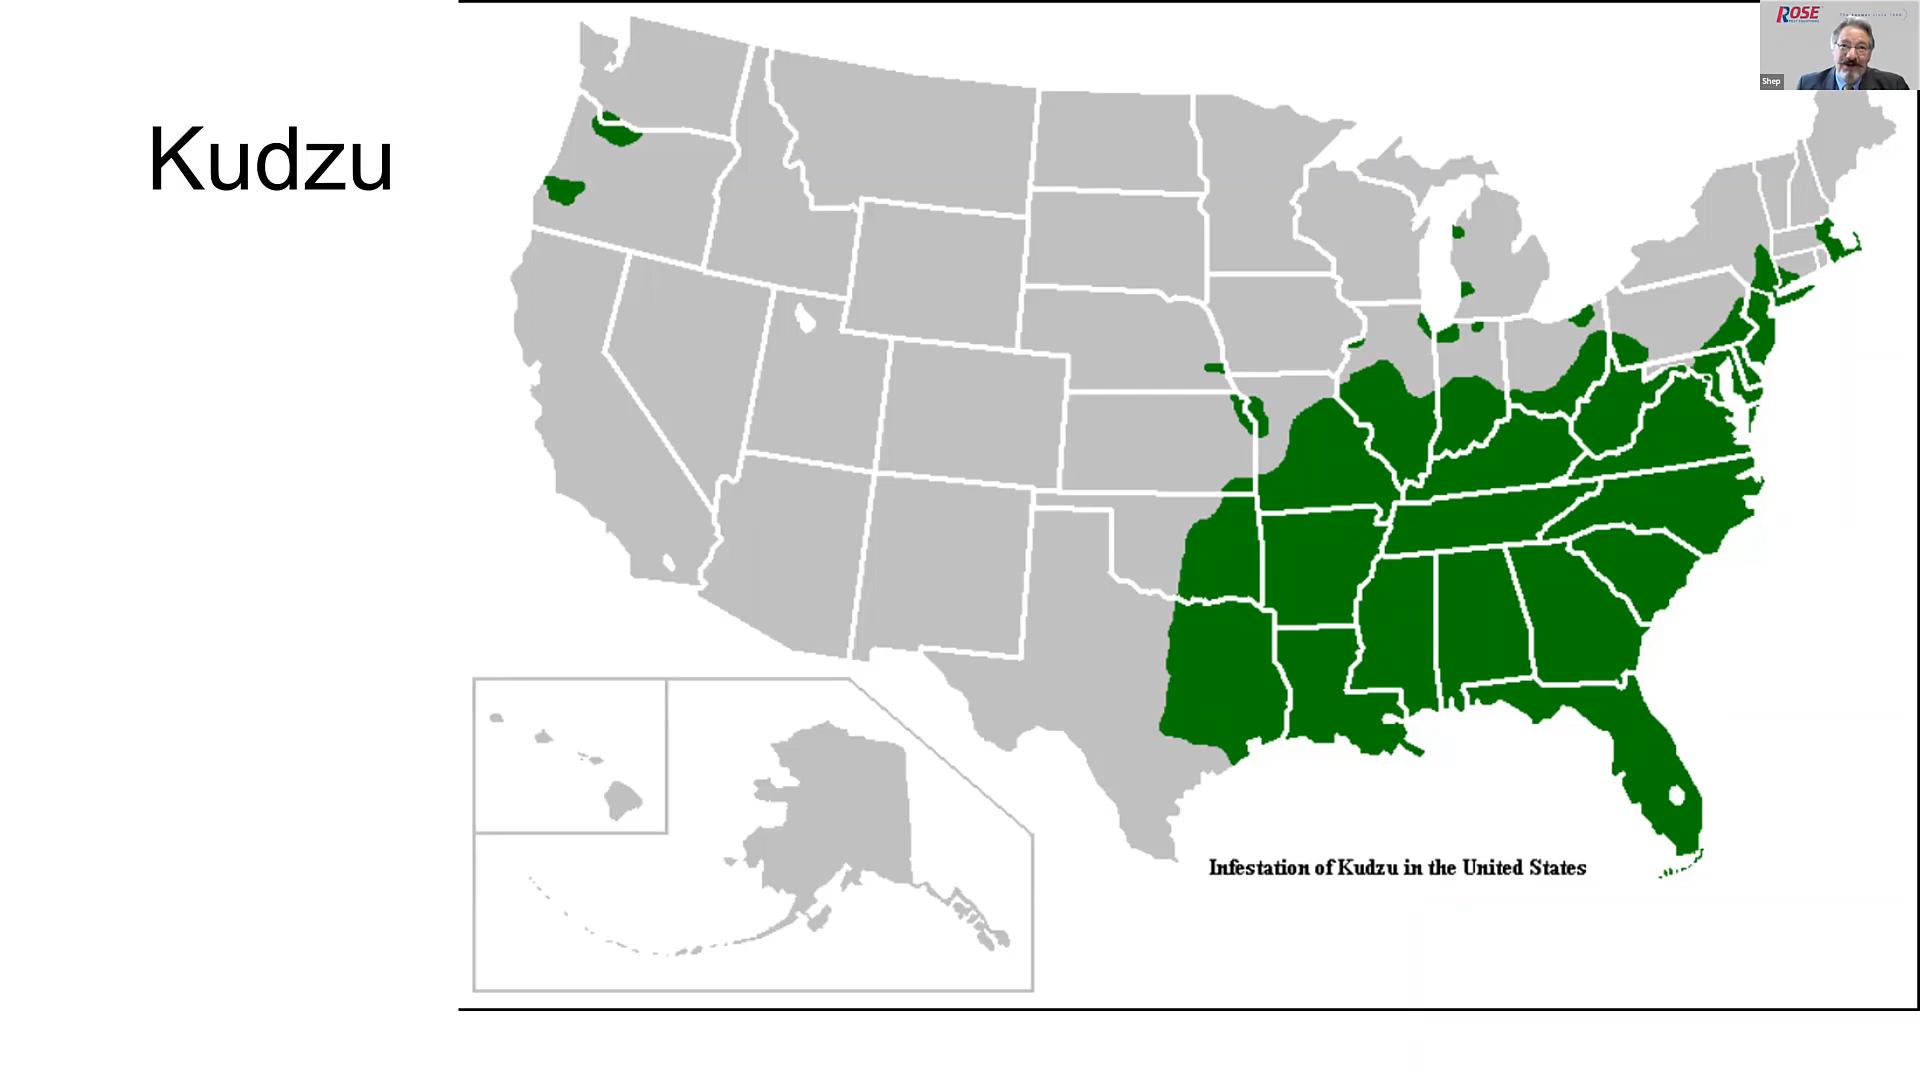 Kudzu
ROSE
Shep
Infestation of Kudzu in the United States